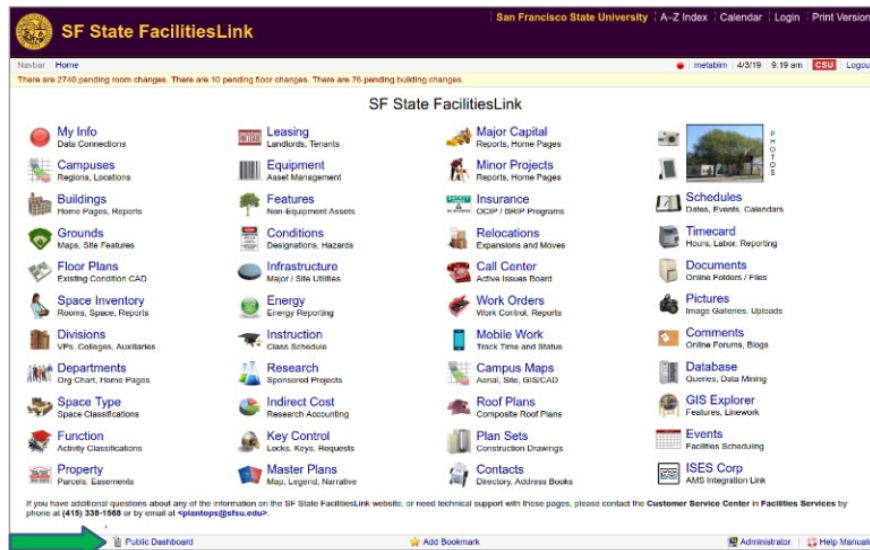 San Francisco State University | A–Z Index | Calendar | Login | Print Version
SF State FacilitiesLink
Navbar Home
metabim 4/3/19 9:19 am CSU Logout
There are 2740 pending room changes. There are 10 pending floor changes. There are 76 pending building changes.
SF State FacilitiesLink
My Info
Data Connections
Campuses
Regions, Locations
Buildings
Home Pages, Reports
Grounds
Maps, Site Features
Floor Plans
Existing Condition CAD
Space Inventory
Rooms, Space, Reports
Divisions
VPs, Colleges, Auxiliaries
Departments
Org Chart, Home Pages
Space Type
Space Classifications
Function
Activity Classifications
Property
Parcels, Easements
Leasing
Landlords, Tenants
Equipment
Asset Management
Features
Non-Equipment Assets
Conditions
Designations, Hazards
Infrastructure
Major / Site Utilities
Energy
Energy Reporting
Instruction
Class Schedule
Research
Sponsored Projects
Indirect Cost
Research Accounting
Key Control
Locks, Keys, Requests
Master Plans
Map, Legend, Narrative
Major Capital
Reports, Home Pages
Minor Projects
Reports, Home Pages
Insurance
OCIP / BRIP Programs
Relocations
Expansions and Moves
Call Center
Active Issues Board
Work Orders
Work Control, Reports
Mobile Work
Track Time and Status
Campus Maps
Aerial, Site, GIS/CAD
Roof Plans
Composite Roof Plans
Plan Sets
Construction Drawings
Contacts
Directory, Address Books
PHOTOS
Schedules
Dates, Events, Calendars
Timecard
Hours, Labor, Reporting
Documents
Online Folders / Files
Pictures
Image Galleries, Uploads
Comments
Online Forums, Blogs
Database
Queries, Data Mining
GIS Explorer
Features, Linework
Events
Facilities Scheduling
ISES Corp
AMS Integration Link
If you have additional questions about any of the information on the SF State FacilitiesLink website, or need technical support with these pages, please contact the Customer Service Center in Facilities Services by
phone at (415) 338-1568 or by email at <plantops@sfsu.edu>.
Public Dashboard
Add Bookmark
Administrator
Help Manuals